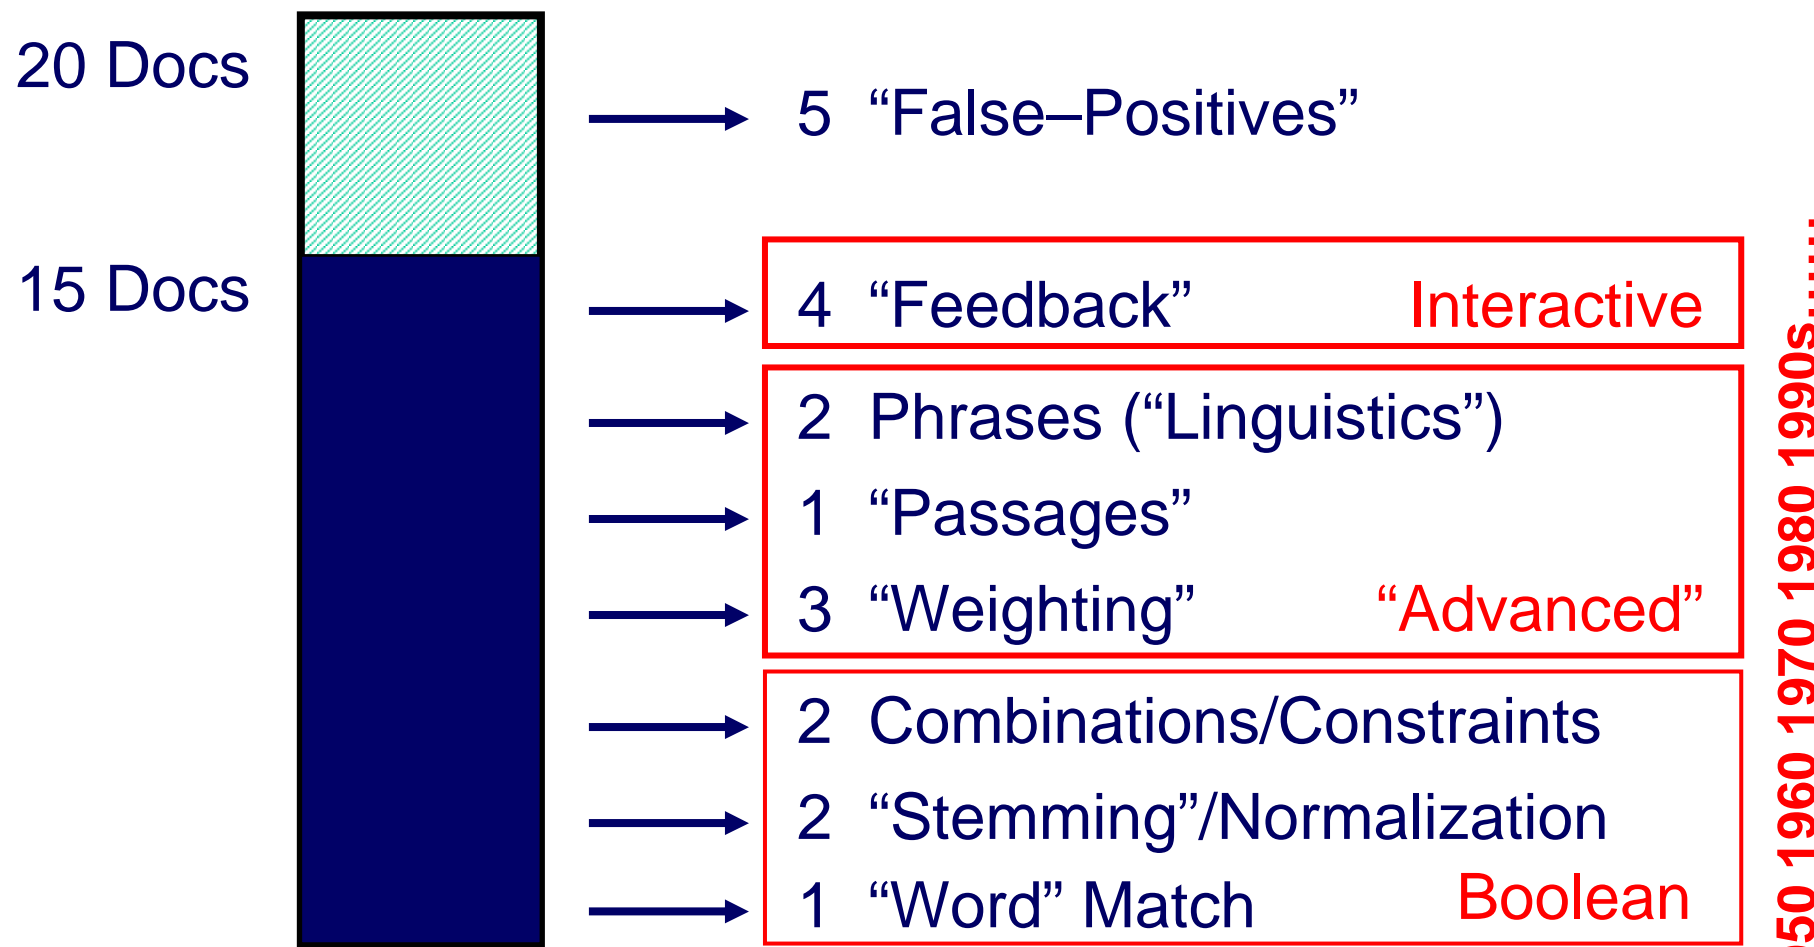 20 Docs
5 “False–Positives”
15 Docs
4 “Feedback” Interactive
2 Phrases (“Linguistics”)
1 “Passages”
3 “Weighting” “Advanced”
2 Combinations/Constraints
2 “Stemming”/Normalization
1 “Word” Match Boolean
1960 1970 1980 1990s......